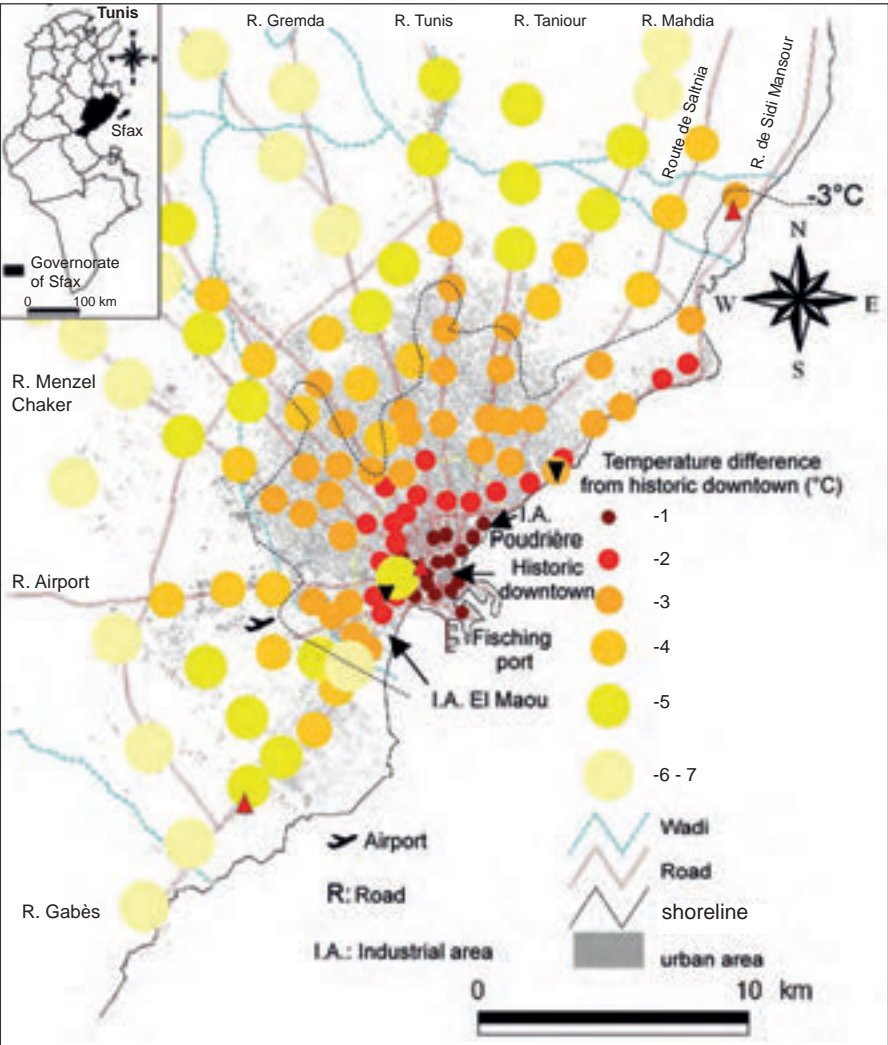 Tunis
R. Gremda
R. Tunis
R. Taniour
R. Mahdia
Route de Saltnia
R. de Sidi Mansour
Sfax
-3°C
Governorate
of Sfax
0 100 km
N
W E
S
R. Menzel
Chaker
Temperature difference
from historic downtown (°C)
-1
I.A.
Poudrière
-2
Historic
downtown
R. Airport
-3
Fisching
port
-4
I.A. El Maou
-5
-6 - 7
Wadi
Airport
Road
R: Road
shoreline
R. Gabès
I.A.: Industrial area
urban area
0 10 km